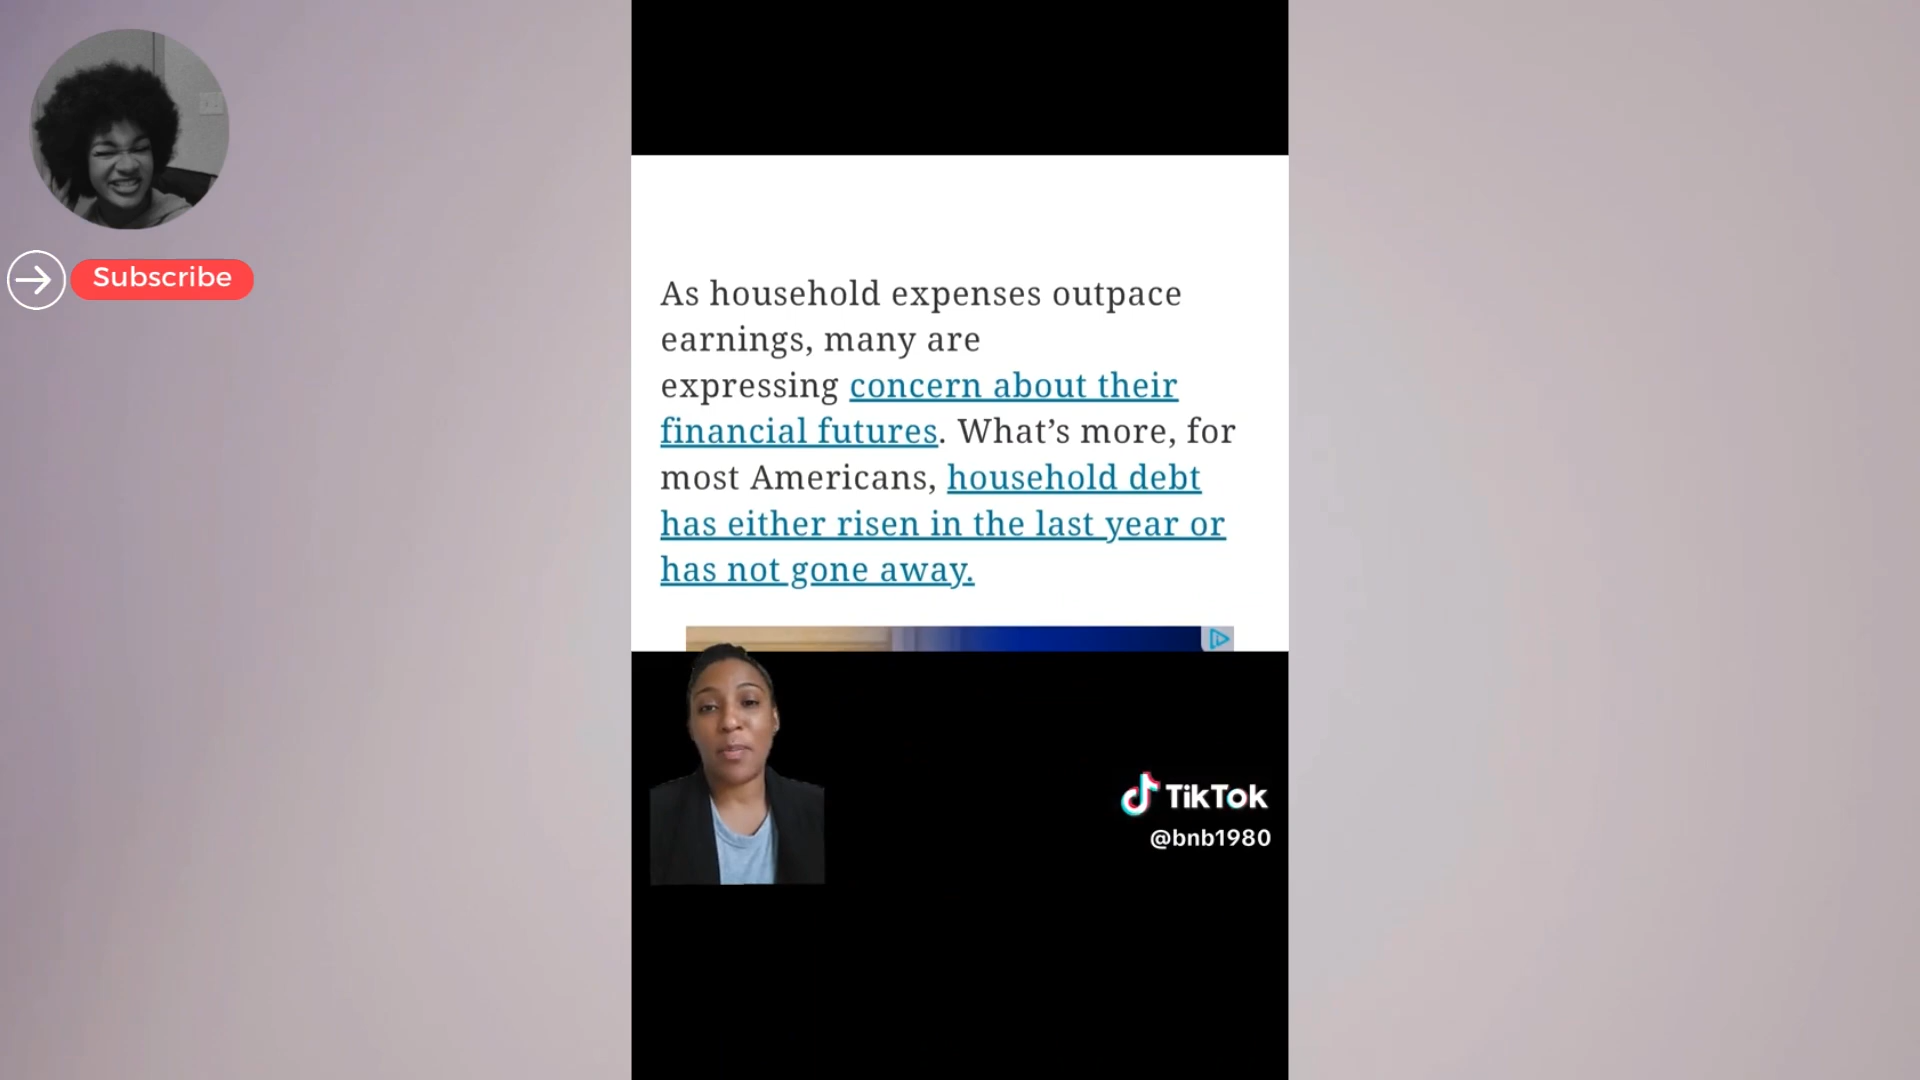 Subscribe
As household expenses outpace
earnings, many are
expressing concern about their
financial futures. What’s more, for
most Americans, household debt
has either risen in the last year or
has not gone away.
TikTok
@bnb1980